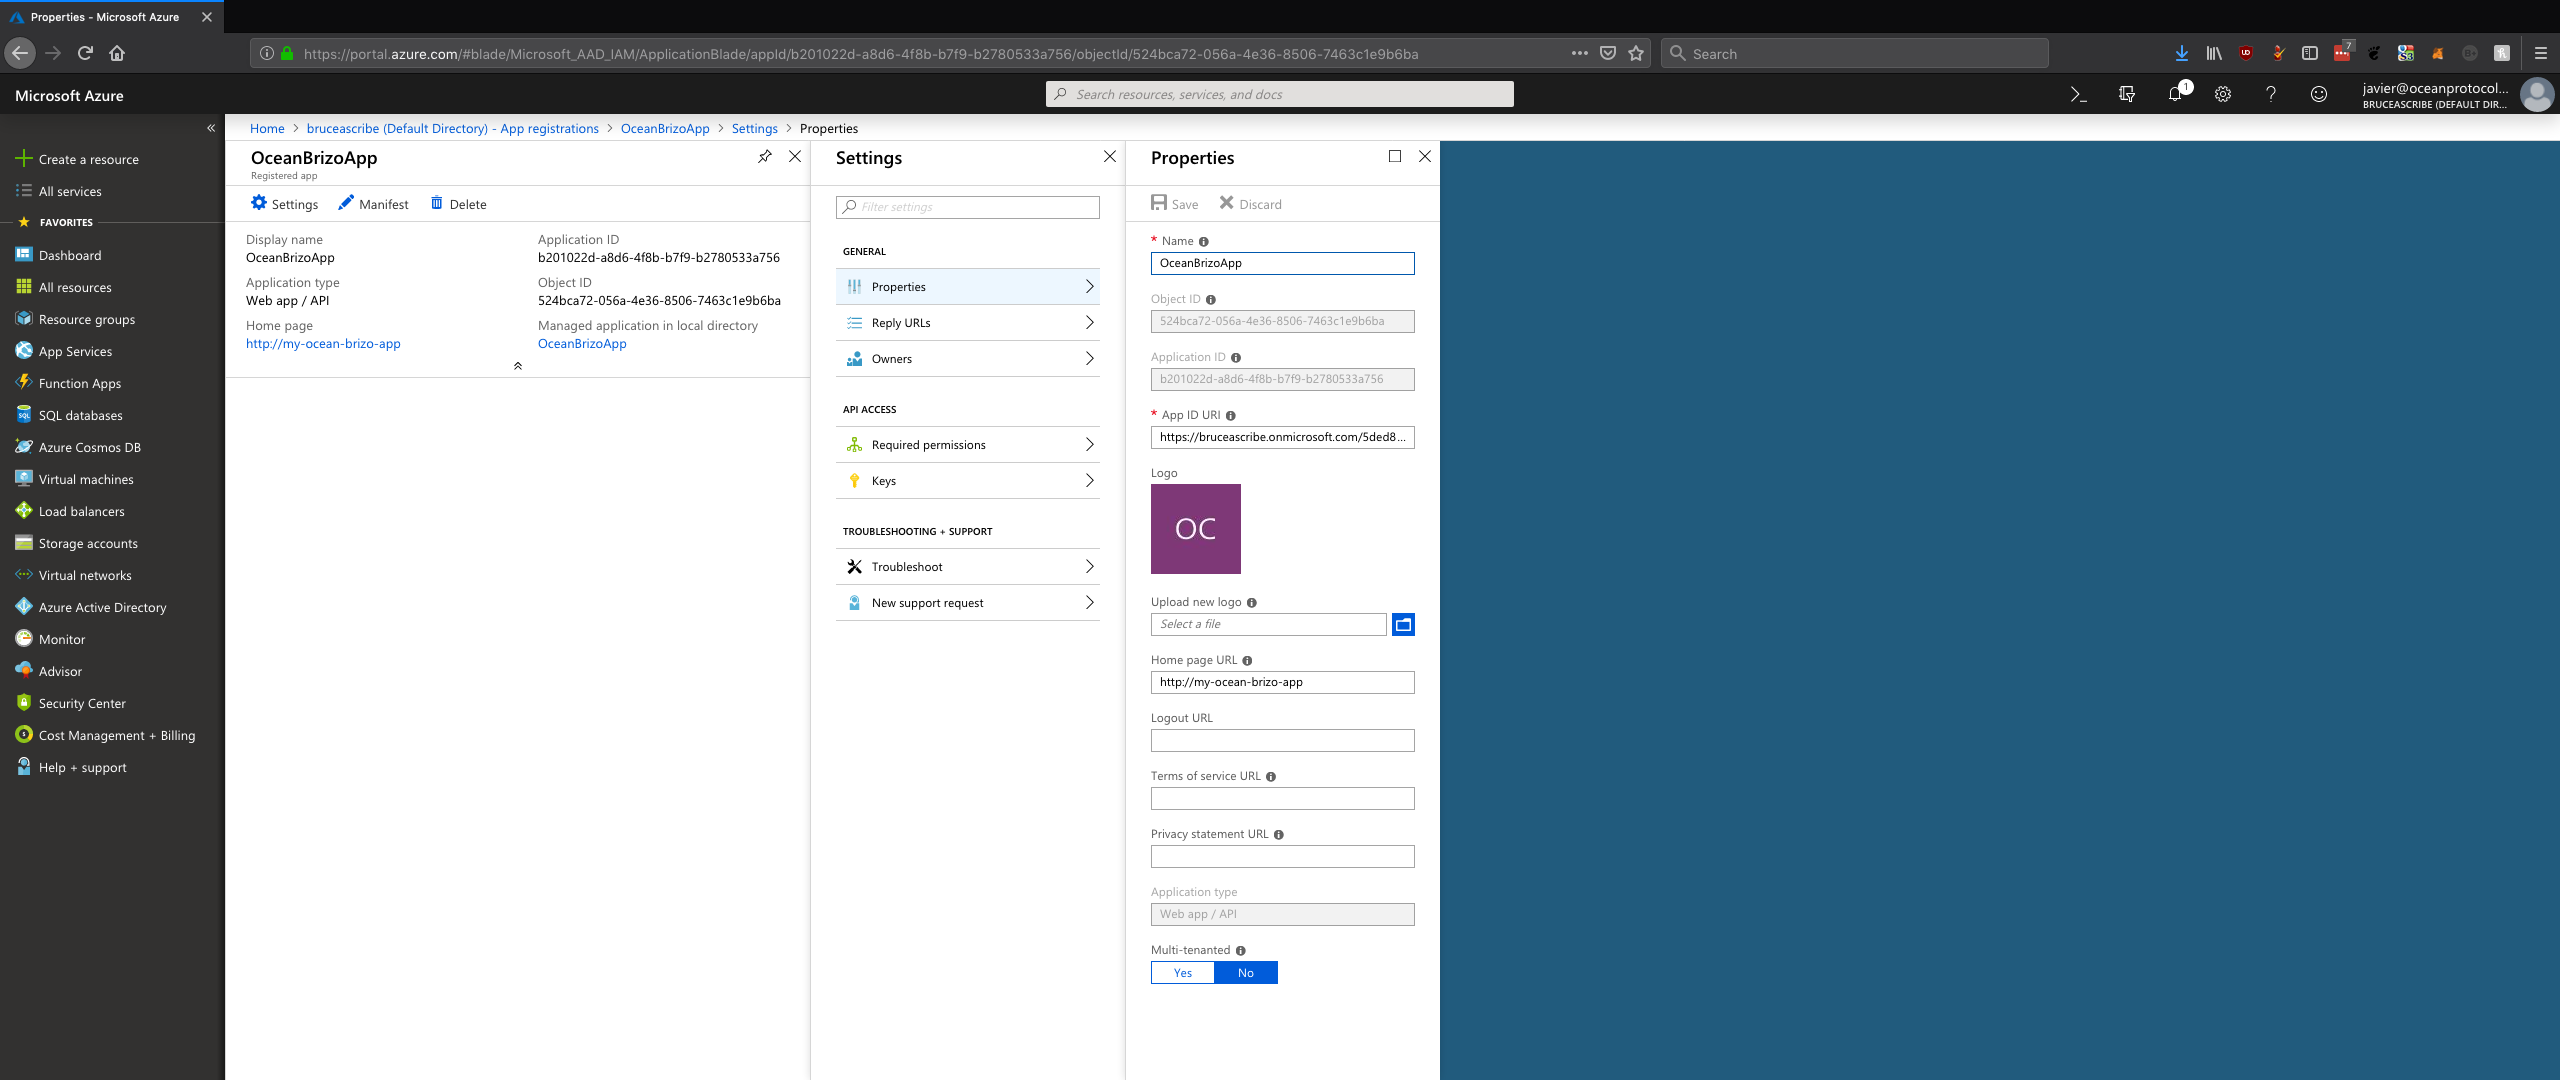 Properties - Microsoft Azure
https://portal.azure.com/#blade/Microsoft_AAD_IAM/ApplicationBlade/appId/b201022d-a8d6-4f8b-b7f9-b2780533a756/objectId/524bca72-056a-4e36-8506-7463c1e9b6ba
Search
7
Microsoft Azure
Search resources, services, and docs
1
javier@oceanprotocol...
BRUCEASCRIBE (DEFAULT DIR...
Home > bruceascribe (Default Directory) - App registrations > OceanBrizoApp > Settings > Properties
Create a resource
All services
FAVORITES
Dashboard
All resources
Resource groups
App Services
Function Apps
SQL databases
Azure Cosmos DB
Virtual machines
Load balancers
Storage accounts
Virtual networks
Azure Active Directory
Monitor
Advisor
Security Center
Cost Management + Billing
Help + support
OceanBrizoApp
Registered app
Settings Manifest Delete
Display name
OceanBrizoApp
Application type
Web app / API
Home page
http://my-ocean-brizo-app
Application ID
b201022d-a8d6-4f8b-b7f9-b2780533a756
Object ID
524bca72-056a-4e36-8506-7463c1e9b6ba
Managed application in local directory
OceanBrizoApp
Settings
Filter settings
GENERAL
Properties
Reply URLs
Owners
API ACCESS
Required permissions
Keys
TROUBLESHOOTING + SUPPORT
Troubleshoot
New support request
Properties
Save Discard
* Name
OceanBrizoApp
Object ID
524bca72-056a-4e36-8506-7463c1e9b6ba
Application ID
b201022d-a8d6-4f8b-b7f9-b2780533a756
* App ID URI
https://bruceascribe.onmicrosoft.com/5ded8...
Logo
OC
Upload new logo
Select a file
Home page URL
http://my-ocean-brizo-app
Logout URL
Terms of service URL
Privacy statement URL
Application type
Web app / API
Multi-tenanted
Yes No